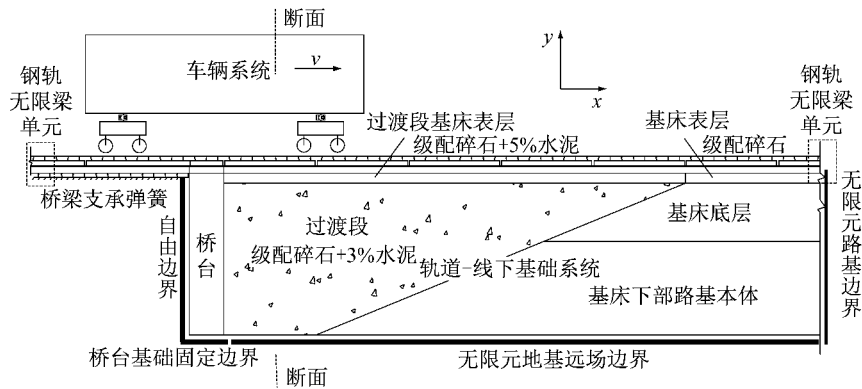 断面
车辆系统
v
y
x
钢轨
无限梁
单元
钢轨
无限梁
单元
过渡段基床表层
级配碎石+5%水泥
基床表层
级配碎石
桥梁支承弹簧
自由边界
桥台
过渡段
级配碎石+3%水泥
轨道-线下基础系统
基床底层
基床下部路基本体
无限元路基边界
桥台基础固定边界
无限元地基远场边界
断面